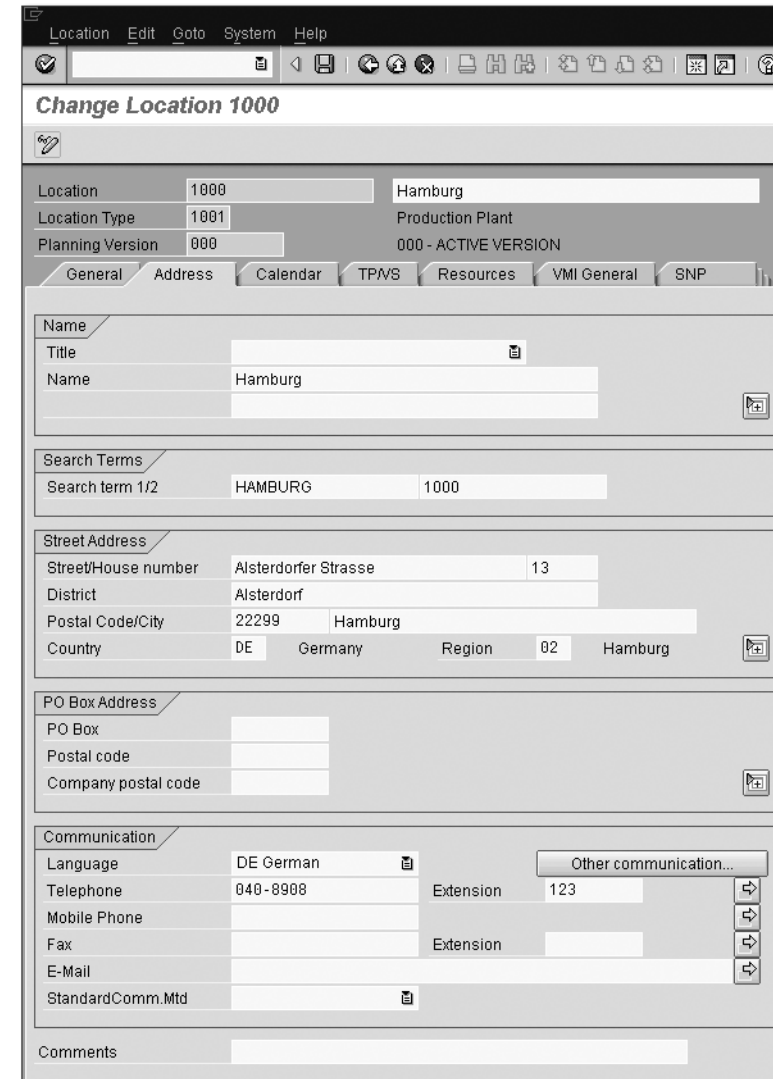 Location Edit Goto System Help
Change Location 1000
Location 1000 Hamburg
Location Type 1001 Production Plant
Planning Version 000 000 - ACTIVE VERSION
General Address Calendar TP/VS Resources VMI General SNP
Name
Title
Name Hamburg
Search Terms
Search term 1/2 HAMBURG 1000
Street Address
Street/House number Alsterdorfer Strasse 13
District Alsterdorf
Postal Code/City 22299 Hamburg
Country DE Germany Region 02 Hamburg
PO Box Address
PO Box
Postal code
Company postal code
Communication
Language DE German Other communication...
Telephone 040-8908 Extension 123
Mobile Phone
Fax Extension
E-Mail
StandardComm.Mtd
Comments